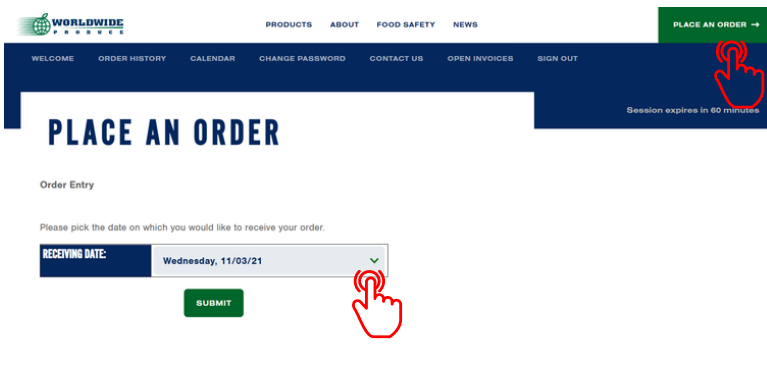 WORLDWIDE
PRODUCE
PRODUCTS ABOUT FOOD SAFETY NEWS
PLACE AN ORDER →
WELCOME ORDER HISTORY CALENDAR CHANGE PASSWORD CONTACT US OPEN INVOICES SIGN OUT
Session expires in 60 minutes
PLACE AN ORDER
Order Entry
Please pick the date on which you would like to receive your order.
RECEIVING DATE: Wednesday, 11/03/21
SUBMIT